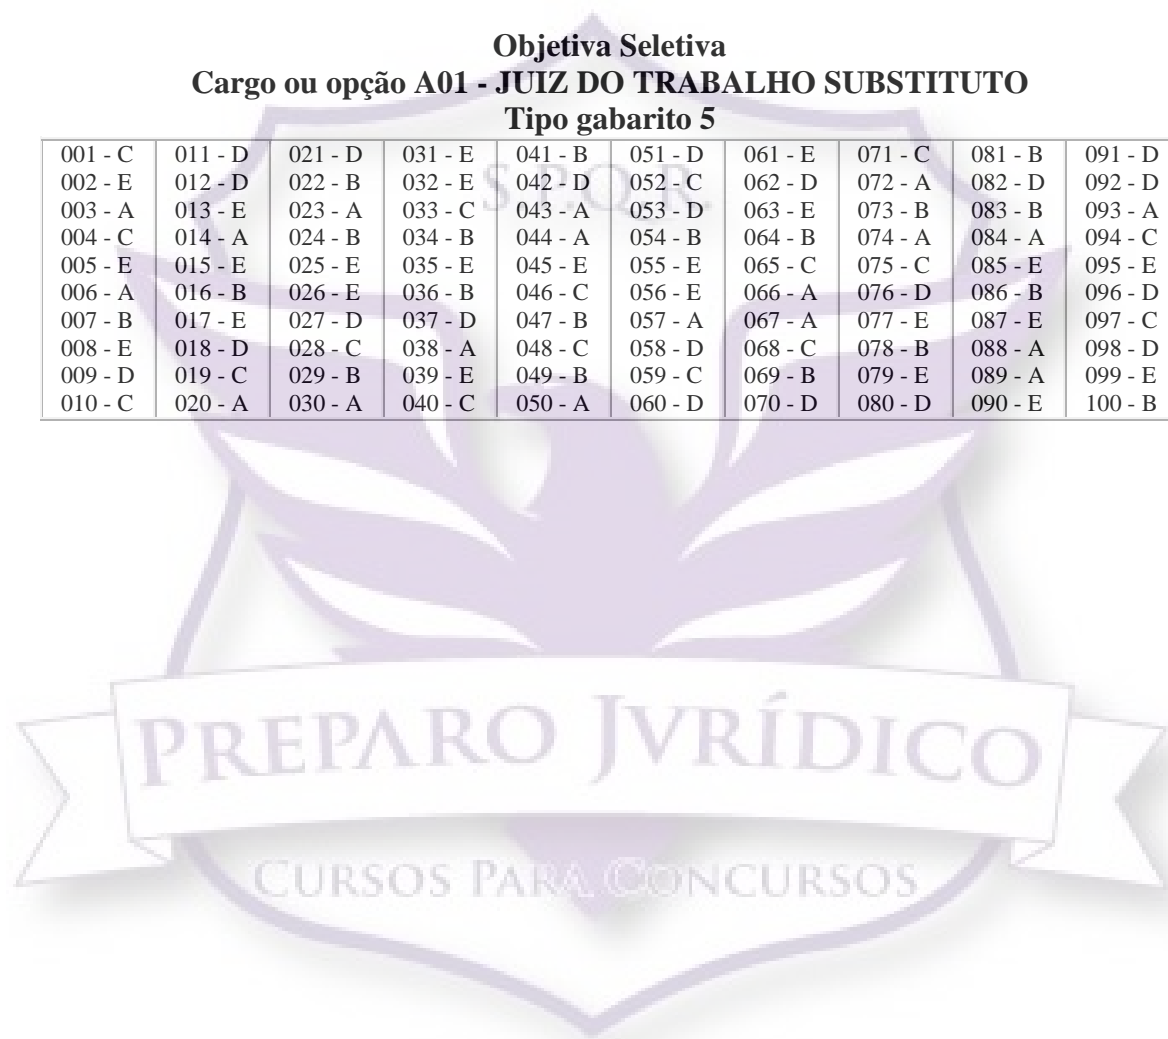 Objetiva Seletiva
Cargo ou opção A01 - JUIZ DO TRABALHO SUBSTITUTO
Tipo gabarito 5
001 - C 011 - D 021 - D 031 - E 041 - B 051 - D 061 - E 071 - C 081 - B 091 - D
002 - E 012 - D 022 - B 032 - E 042 - D 052 - C 062 - D 072 - A 082 - D 092 - D
003 - A 013 - E 023 - A 033 - C 043 - A 053 - D 063 - E 073 - B 083 - B 093 - A
004 - C 014 - A 024 - B 034 - B 044 - A 054 - B 064 - B 074 - A 084 - A 094 - C
005 - E 015 - E 025 - E 035 - E 045 - E 055 - E 065 - C 075 - C 085 - E 095 - E
006 - A 016 - B 026 - E 036 - B 046 - C 056 - E 066 - A 076 - D 086 - B 096 - D
007 - B 017 - E 027 - D 037 - D 047 - B 057 - A 067 - A 077 - E 087 - E 097 - C
008 - E 018 - D 028 - C 038 - A 048 - C 058 - D 068 - C 078 - B 088 - A 098 - D
009 - D 019 - C 029 - B 039 - E 049 - B 059 - C 069 - B 079 - E 089 - A 099 - E
010 - C 020 - A 030 - A 040 - C 050 - A 060 - D 070 - D 080 - D 090 - E 100 - B
S.P.Q.R.
PREPARO JVRÍDICO
CURSOS PARA CONCURSOS